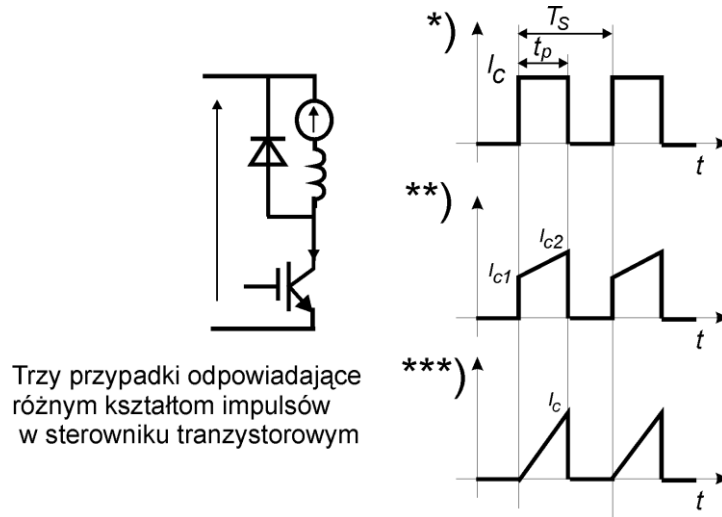 *)
T_S
t_p
I_C
t
**)
I_c2
I_c1
t
***)
I_c
t
Trzy przypadki odpowiadające
różnym kształtom impulsów
w sterowniku tranzystorowym